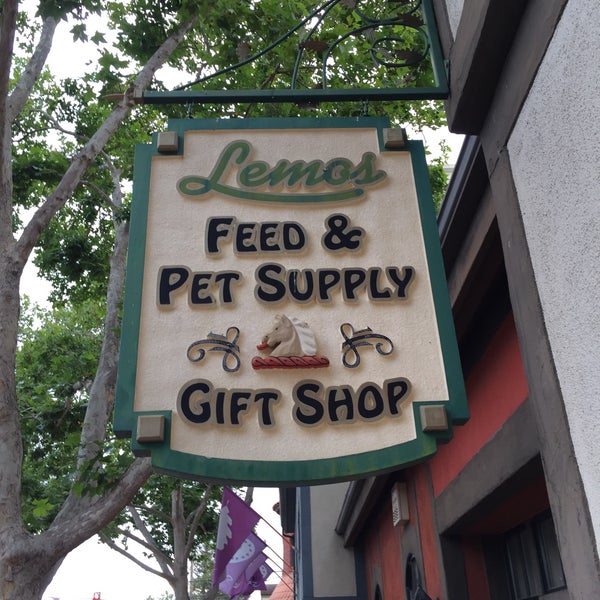 Lemos
FEED &
PET SUPPLY
GIFT SHOP